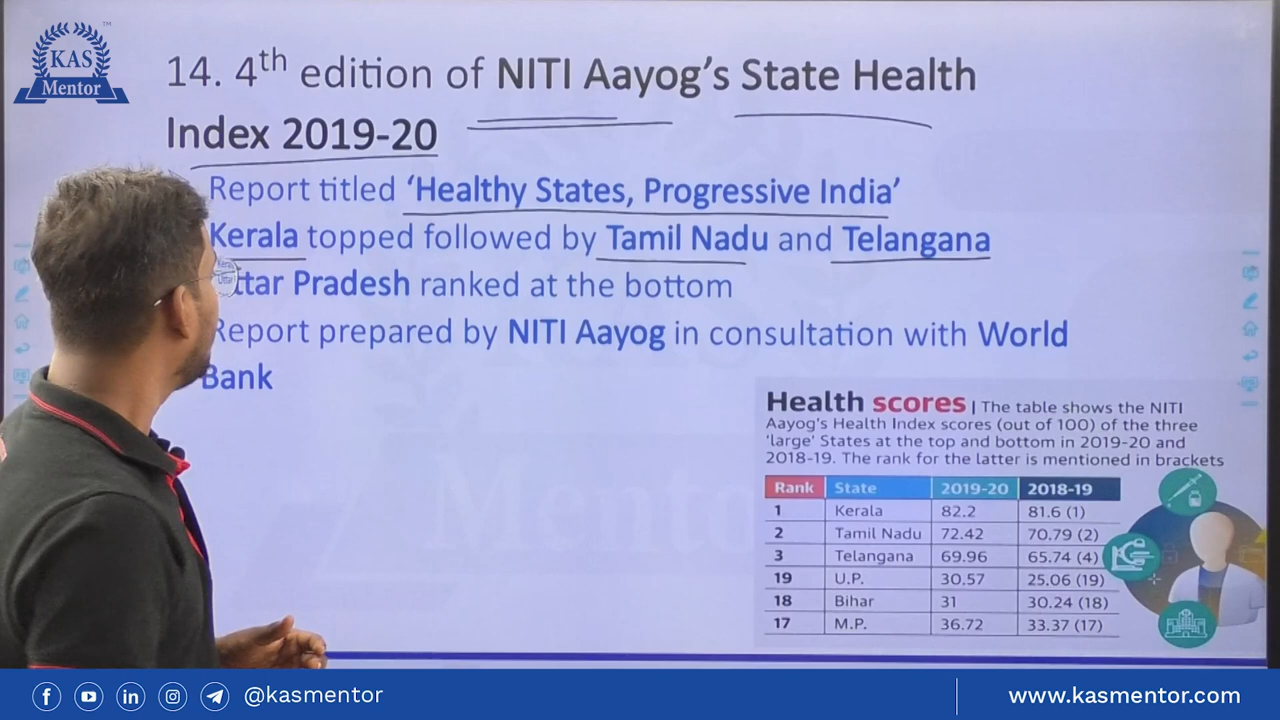 KAS
Mentor
TM
14. 4th edition of NITI Aayog's State Health
Index 2019-20
Report titled 'Healthy States, Progressive India'
Kerala topped followed by Tamil Nadu and Telangana
ttar Pradesh ranked at the bottom
Report prepared by NITI Aayog in consultation with World
Bank
Health scores | The table shows the NITI
Aayog's Health Index scores (out of 100) of the three
'large' States at the top and bottom in 2019-20 and
2018-19. The rank for the latter is mentioned in brackets
Rank State 2019-20 2018-19
1 Kerala 82.2 81.6 (1)
2 Tamil Nadu 72.42 70.79 (2)
3 Telangana 69.96 65.74 (4)
19 U.P. 30.57 25.06 (19)
18 Bihar 31 30.24 (18)
17 M.P. 36.72 33.37 (17)
@kasmentor
www.kasmentor.com